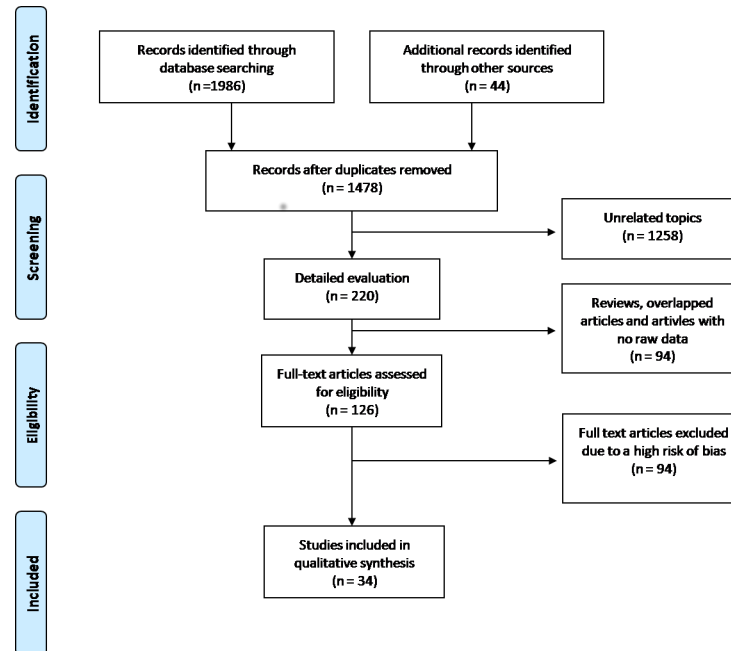 Identification
Records identified through
database searching
(n =1986)
Additional records identified
through other sources
(n = 44)
Records after duplicates removed
(n = 1478)
Screening
Unrelated topics
(n = 1258)
Detailed evaluation
(n = 220)
Reviews, overlapped
articles and artivles with
no raw data
(n = 94)
Eligibility
Full-text articles assessed
for eligibility
(n = 126)
Full text articles excluded
due to a high risk of bias
(n = 94)
Included
Studies included in
qualitative synthesis
(n = 34)